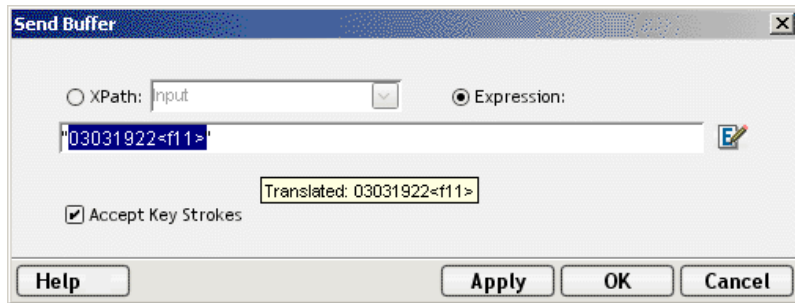 Send Buffer
XPath: Input Expression:
"03031922<f11>'
Translated: 03031922<f11>
Accept Key Strokes
Help Apply OK Cancel